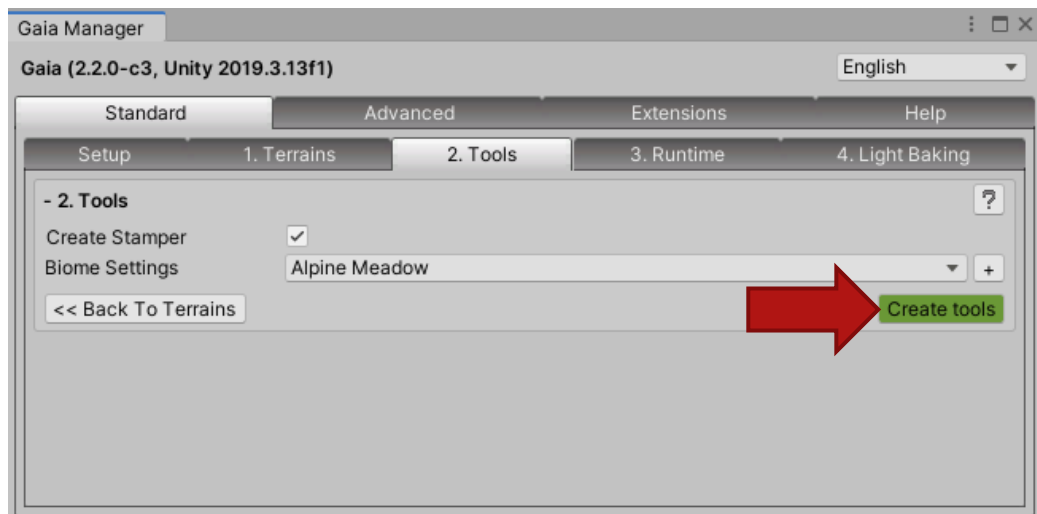 Gaia Manager
Gaia (2.2.0-c3, Unity 2019.3.13f1) English
Standard Advanced Extensions Help
Setup 1. Terrains 2. Tools 3. Runtime 4. Light Baking
- 2. Tools ?
Create Stamper
Biome Settings Alpine Meadow +
<< Back To Terrains Create tools